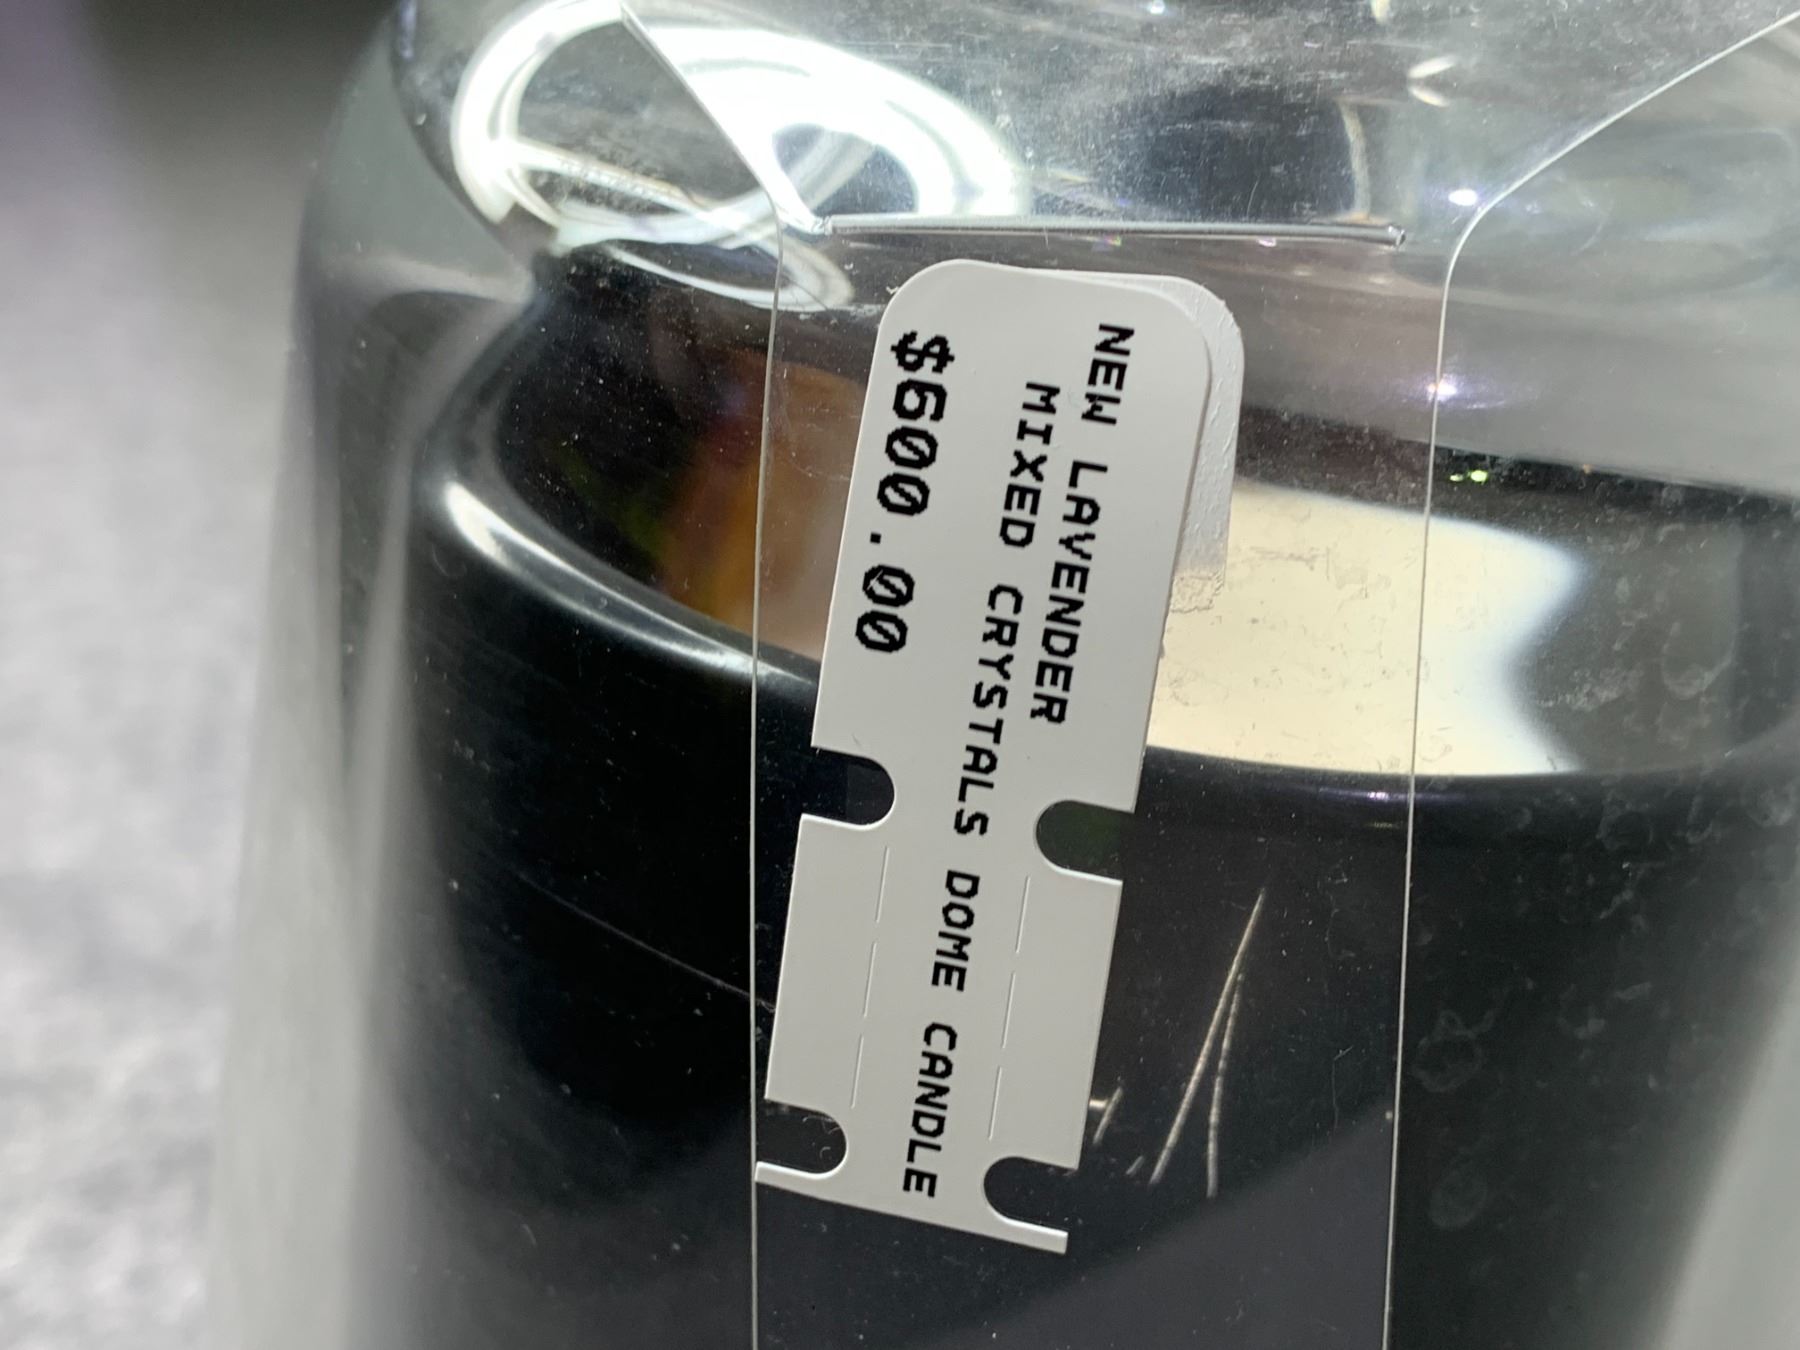 NEW LAVENDER
MIXED CRYSTALS DOME CANDLE
$600.00